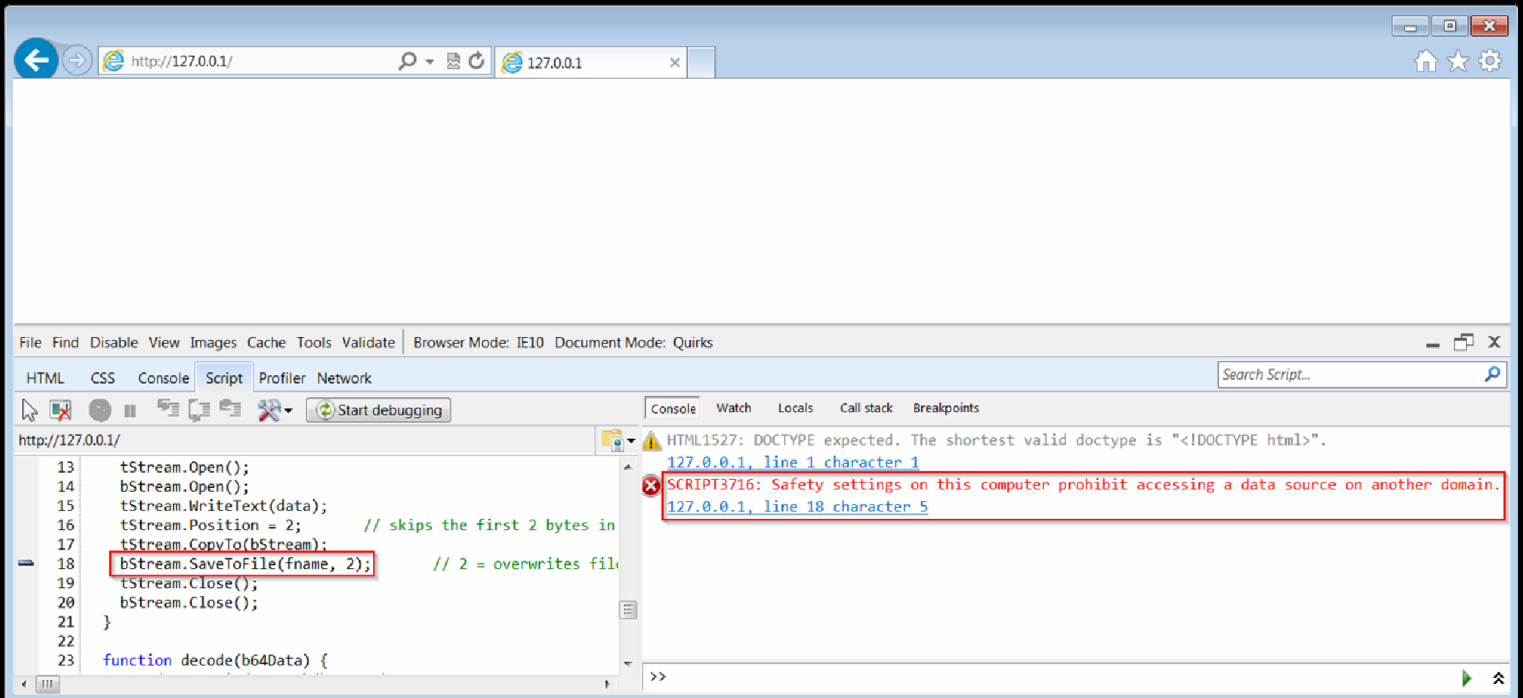 http://127.0.0.1/
127.0.0.1
File Find Disable View Images Cache Tools Validate Browser Mode: IE10 Document Mode: Quirks
HTML CSS Console Script Profiler Network
Search Script...
Start debugging
Console Watch Locals Call stack Breakpoints
http://127.0.0.1/
HTML1527: DOCTYPE expected. The shortest valid doctype is "<!DOCTYPE html>".
127.0.0.1, line 1 character 1
SCRIPT3716: Safety settings on this computer prohibit accessing a data source on another domain.
127.0.0.1, line 18 character 5
13 tStream.Open();
14 bStream.Open();
15 tStream.WriteText(data);
16 tStream.Position = 2; // skips the first 2 bytes in
17 tStream.CopyTo(bStream);
18 bStream.SaveToFile(fname, 2); // 2 = overwrites fil
19 tStream.Close();
20 bStream.Close();
21 }
22
23 function decode(b64Data) {
>>